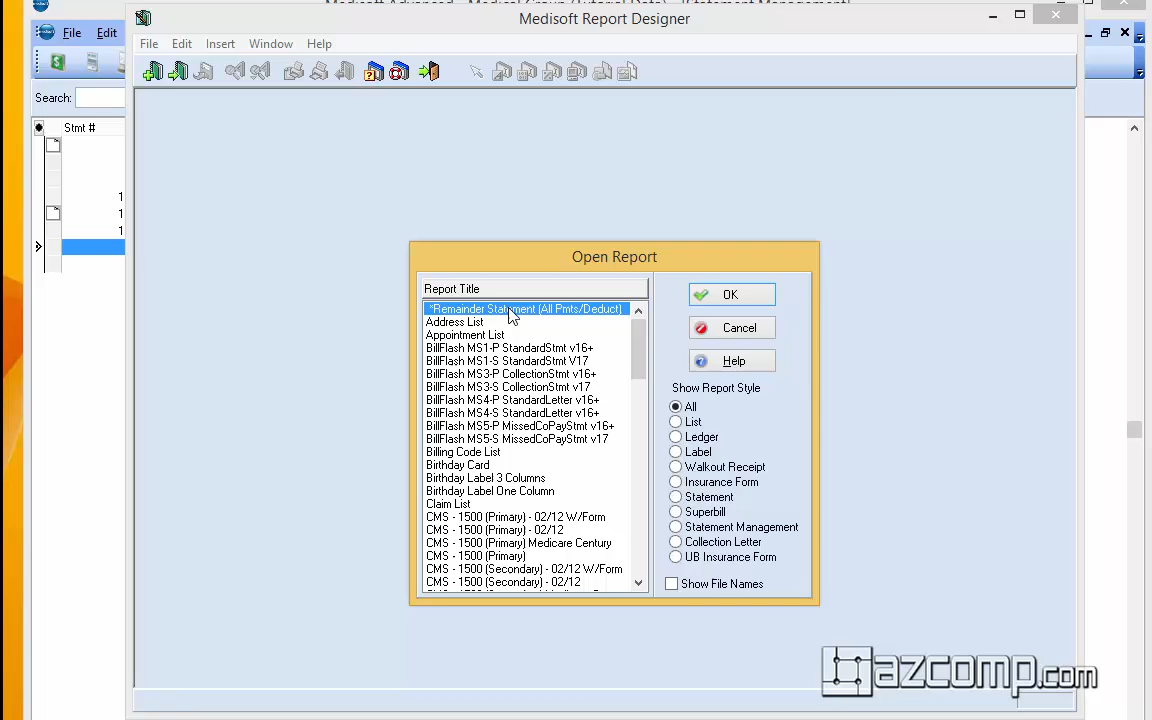 Medisoft Report Designer
File Edit
File Edit Insert Window Help
Search:
Stmt #
1
1
1
Open Report
Report Title
*Remainder Statement (All Pmts/Deduct)
Address List
Appointment List
BillFlash MS1-P StandardStmt v16+
BillFlash MS1-S StandardStmt V17
BillFlash MS3-P CollectionStmt v16+
BillFlash MS3-S CollectionStmt v17
BillFlash MS4-P StandardLetter v16+
BillFlash MS4-S StandardLetter v16+
BillFlash MS5-P MissedCoPayStmt v16+
BillFlash MS5-S MissedCoPayStmt v17
Billing Code List
Birthday Card
Birthday Label 3 Columns
Birthday Label One Column
Claim List
CMS - 1500 (Primary) - 02/12 W/Form
CMS - 1500 (Primary) - 02/12
CMS - 1500 (Primary) Medicare Century
CMS - 1500 (Primary)
CMS - 1500 (Secondary) - 02/12 W/Form
CMS - 1500 (Secondary) - 02/12
OK
Cancel
Help
Show Report Style
All
List
Ledger
Label
Walkout Receipt
Insurance Form
Statement
Superbill
Statement Management
Collection Letter
UB Insurance Form
Show File Names
azcomp.com